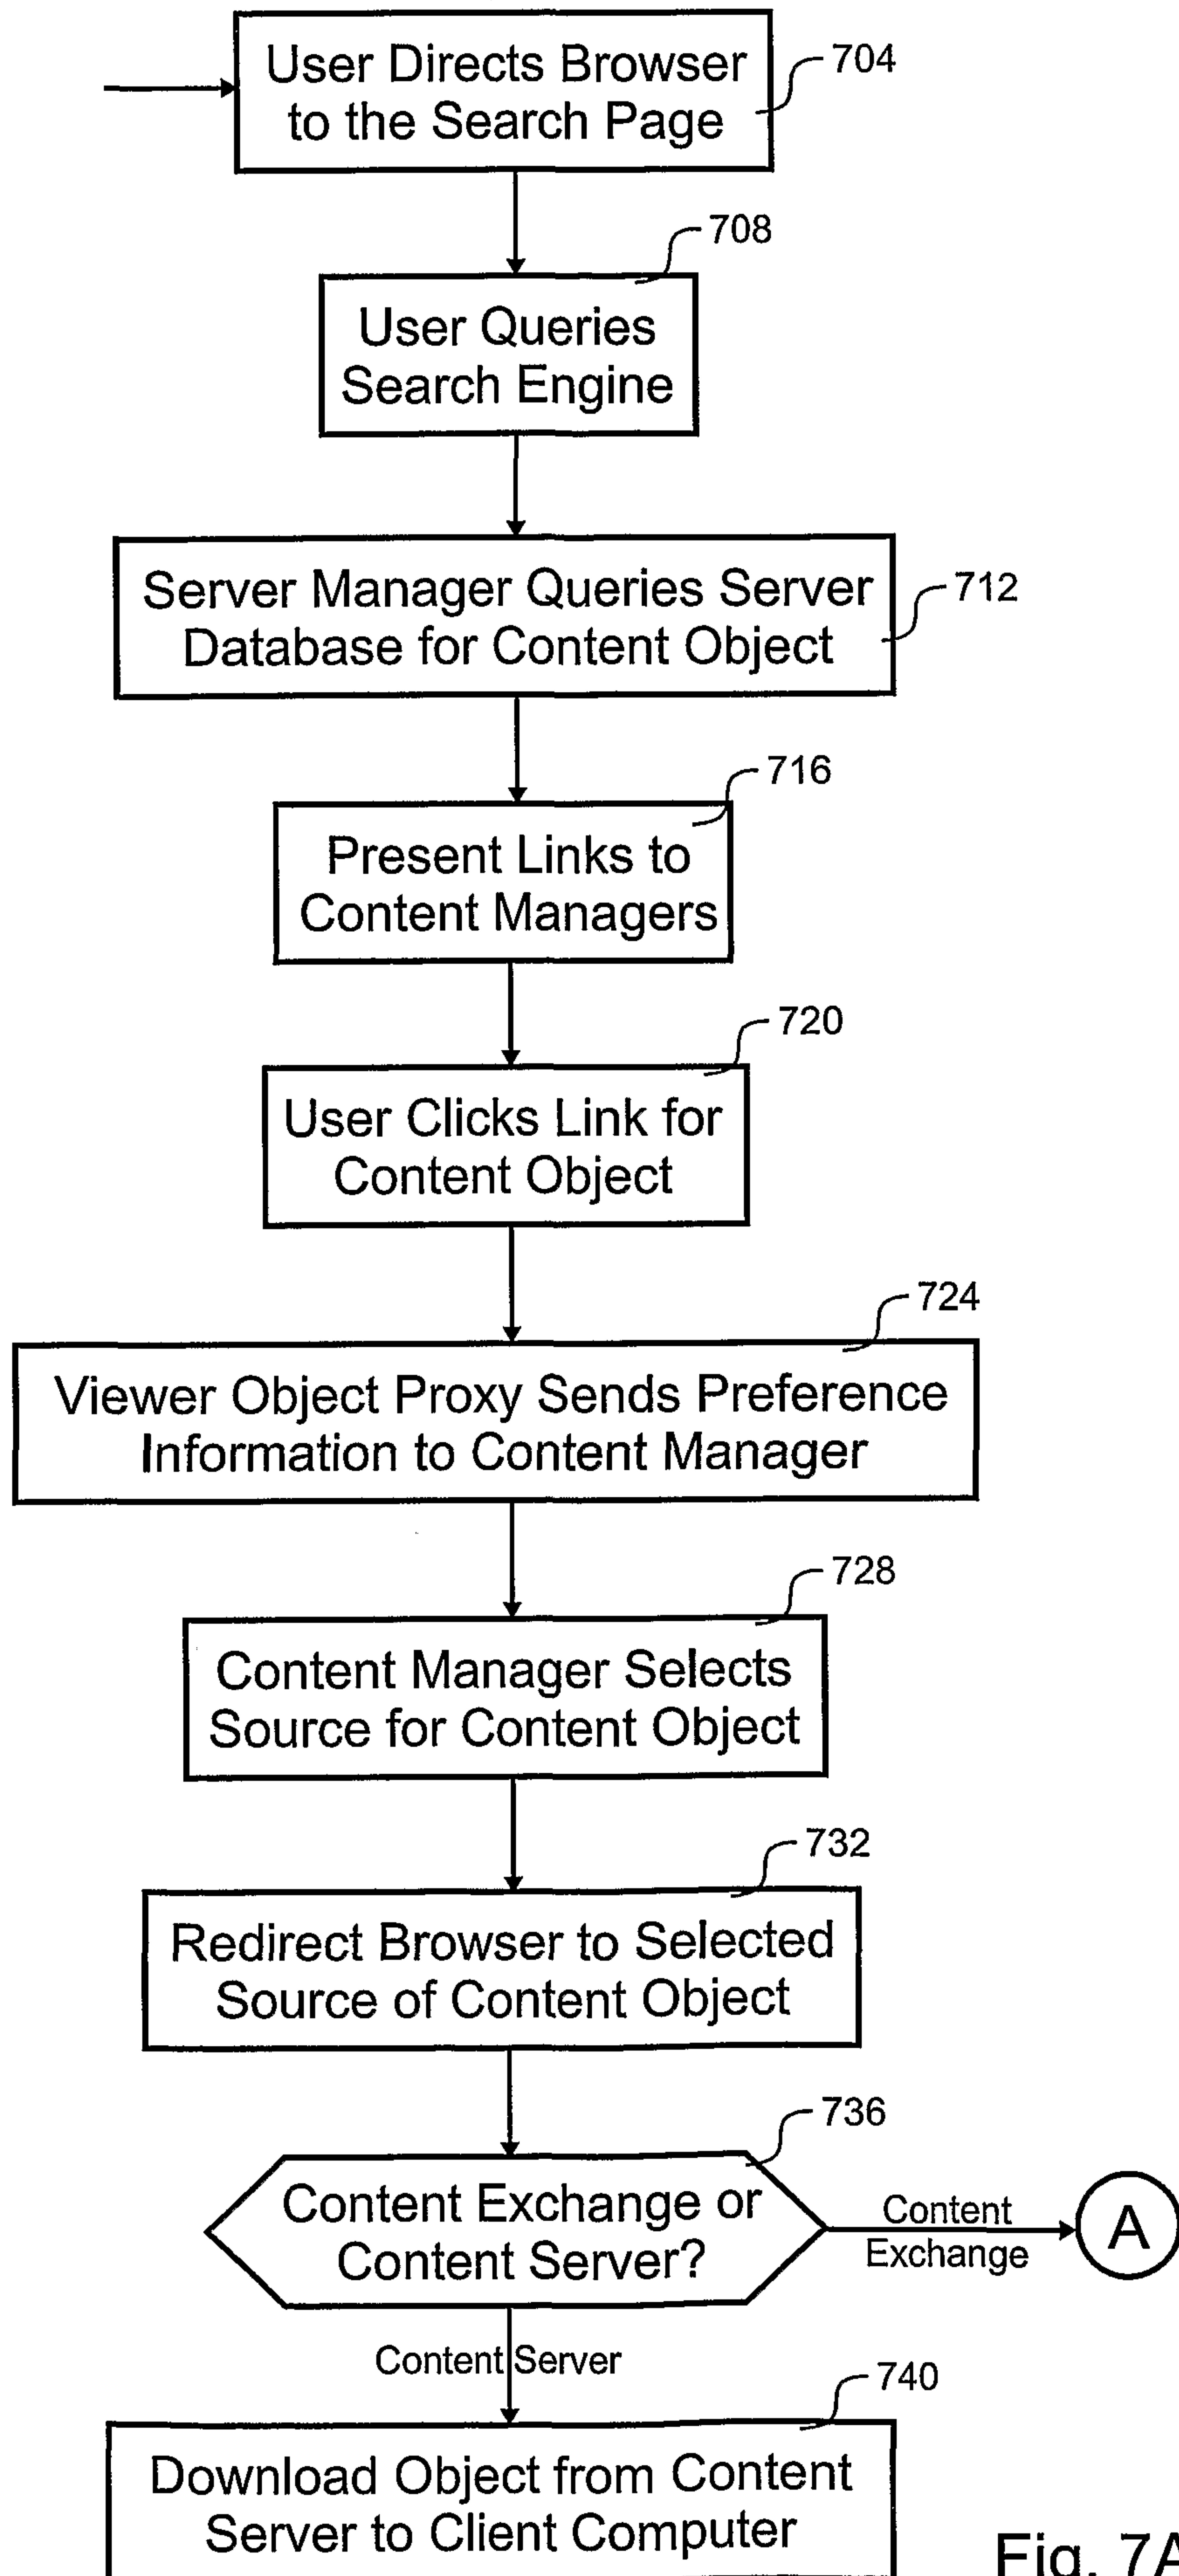 User Directs Browser
to the Search Page
704
708
User Queries
Search Engine
Server Manager Queries Server
Database for Content Object
712
716
Present Links to
Content Managers
720
User Clicks Link for
Content Object
724
Viewer Object Proxy Sends Preference
Information to Content Manager
728
Content Manager Selects
Source for Content Object
732
Redirect Browser to Selected
Source of Content Object
736
Content Exchange or
Content Server?
Content
Exchange
A
Content Server
740
Download Object from Content
Server to Client Computer
Fig. 7A